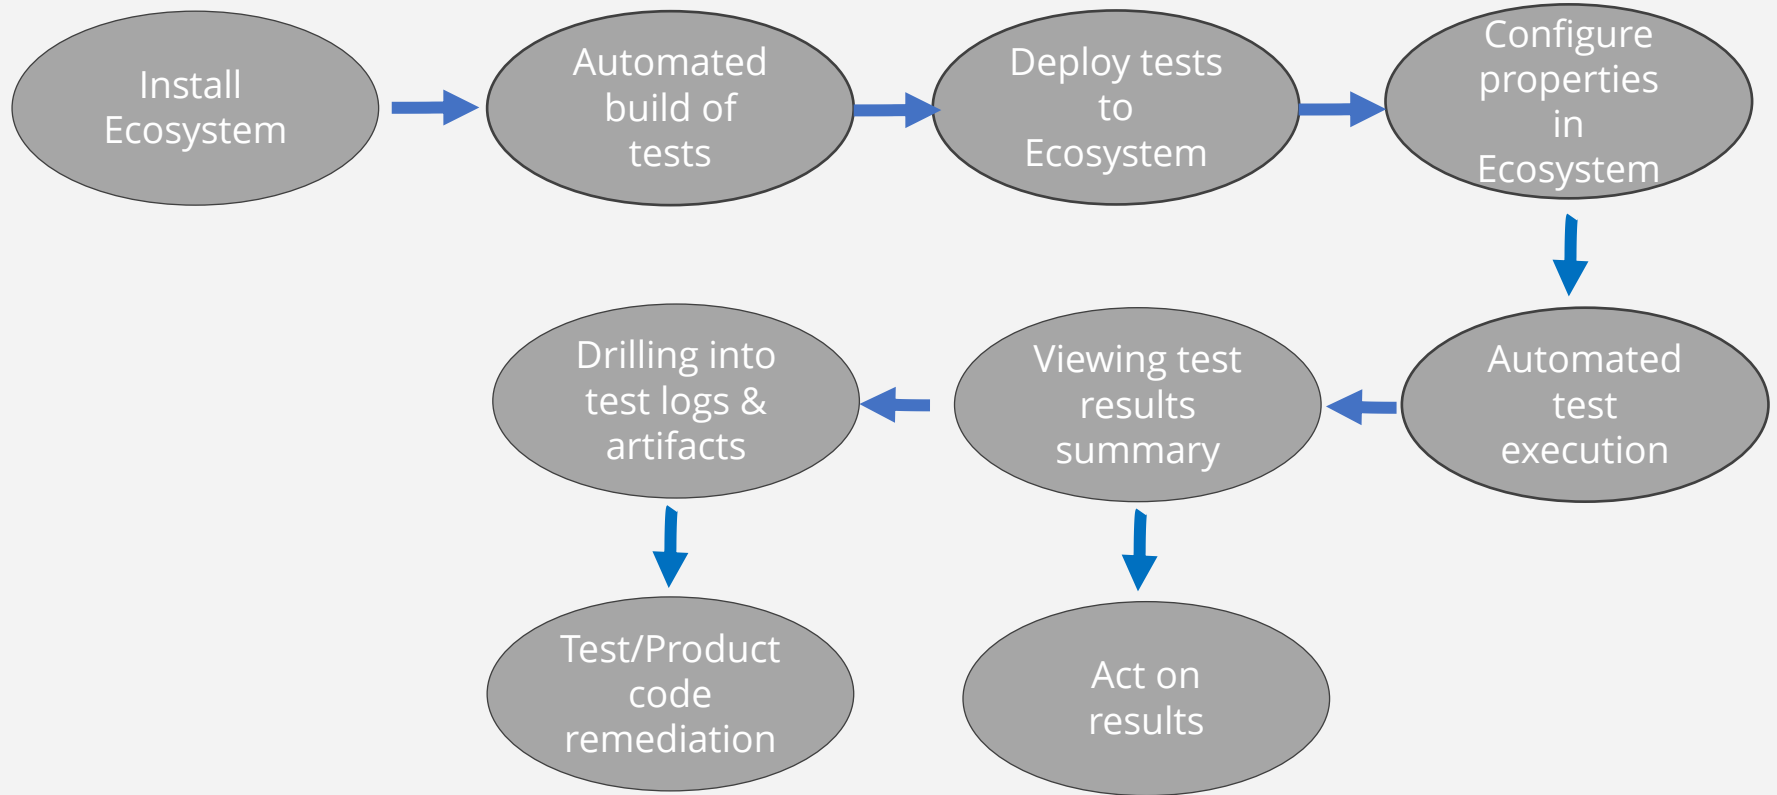 Install
Ecosystem
Automated
build of
tests
Deploy tests
to
Ecosystem
Configure
properties
in
Ecosystem
Automated
test
execution
Viewing test
results
summary
Drilling into
test logs &
artifacts
Test/Product
code
remediation
Act on
results